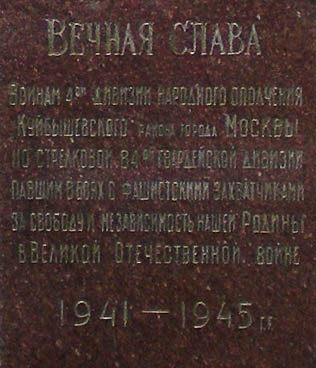 ВЕЧНАЯ СЛАВА
ВОИНАМ 4ОЙ ДИВИЗИИ НАРОДНОГО ОПОЛЧЕНИЯ
КУЙБЫШЕВСКОГО РАЙОНА ГОРОДА МОСКВЫ
ПО СТРЕЛКОВОЙ 84ОЙ ГВАРДЕЙСКОЙ ДИВИЗИИ
ПАВШИМ В БОЯХ С ФАШИСТСКИМИ ЗАХВАТЧИКАМИ
ЗА СВОБОДУ И НЕЗАВИСИМОСТЬ НАШЕЙ РОДИНЫ
В ВЕЛИКОЙ ОТЕЧЕСТВЕННОЙ ВОЙНЕ
1941 — 1945 Г.Г.